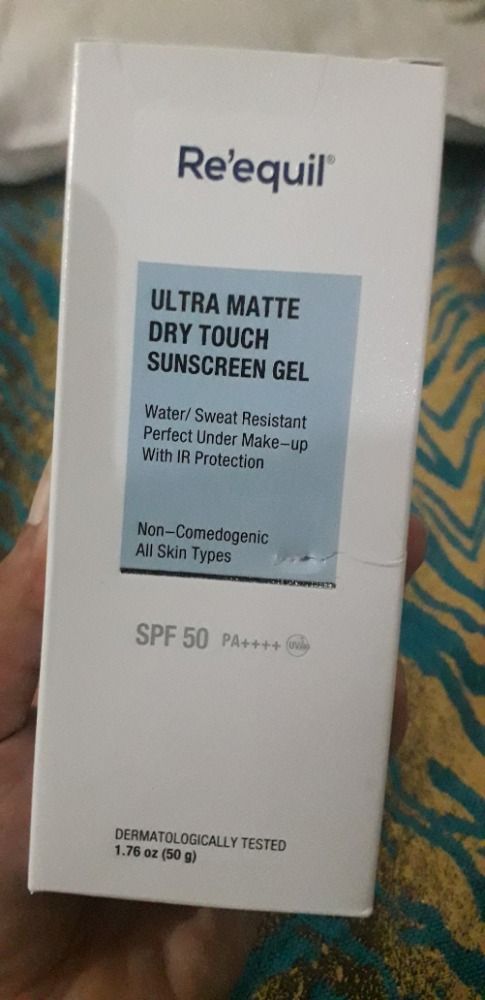 Re'equil®
ULTRA MATTE
DRY TOUCH
SUNSCREEN GEL
Water/ Sweat Resistant
Perfect Under Make–up
With IR Protection
Non–Comedogenic
All Skin Types
SPF 50 PA++++
DERMATOLOGICALLY TESTED
1.76 oz (50 g)